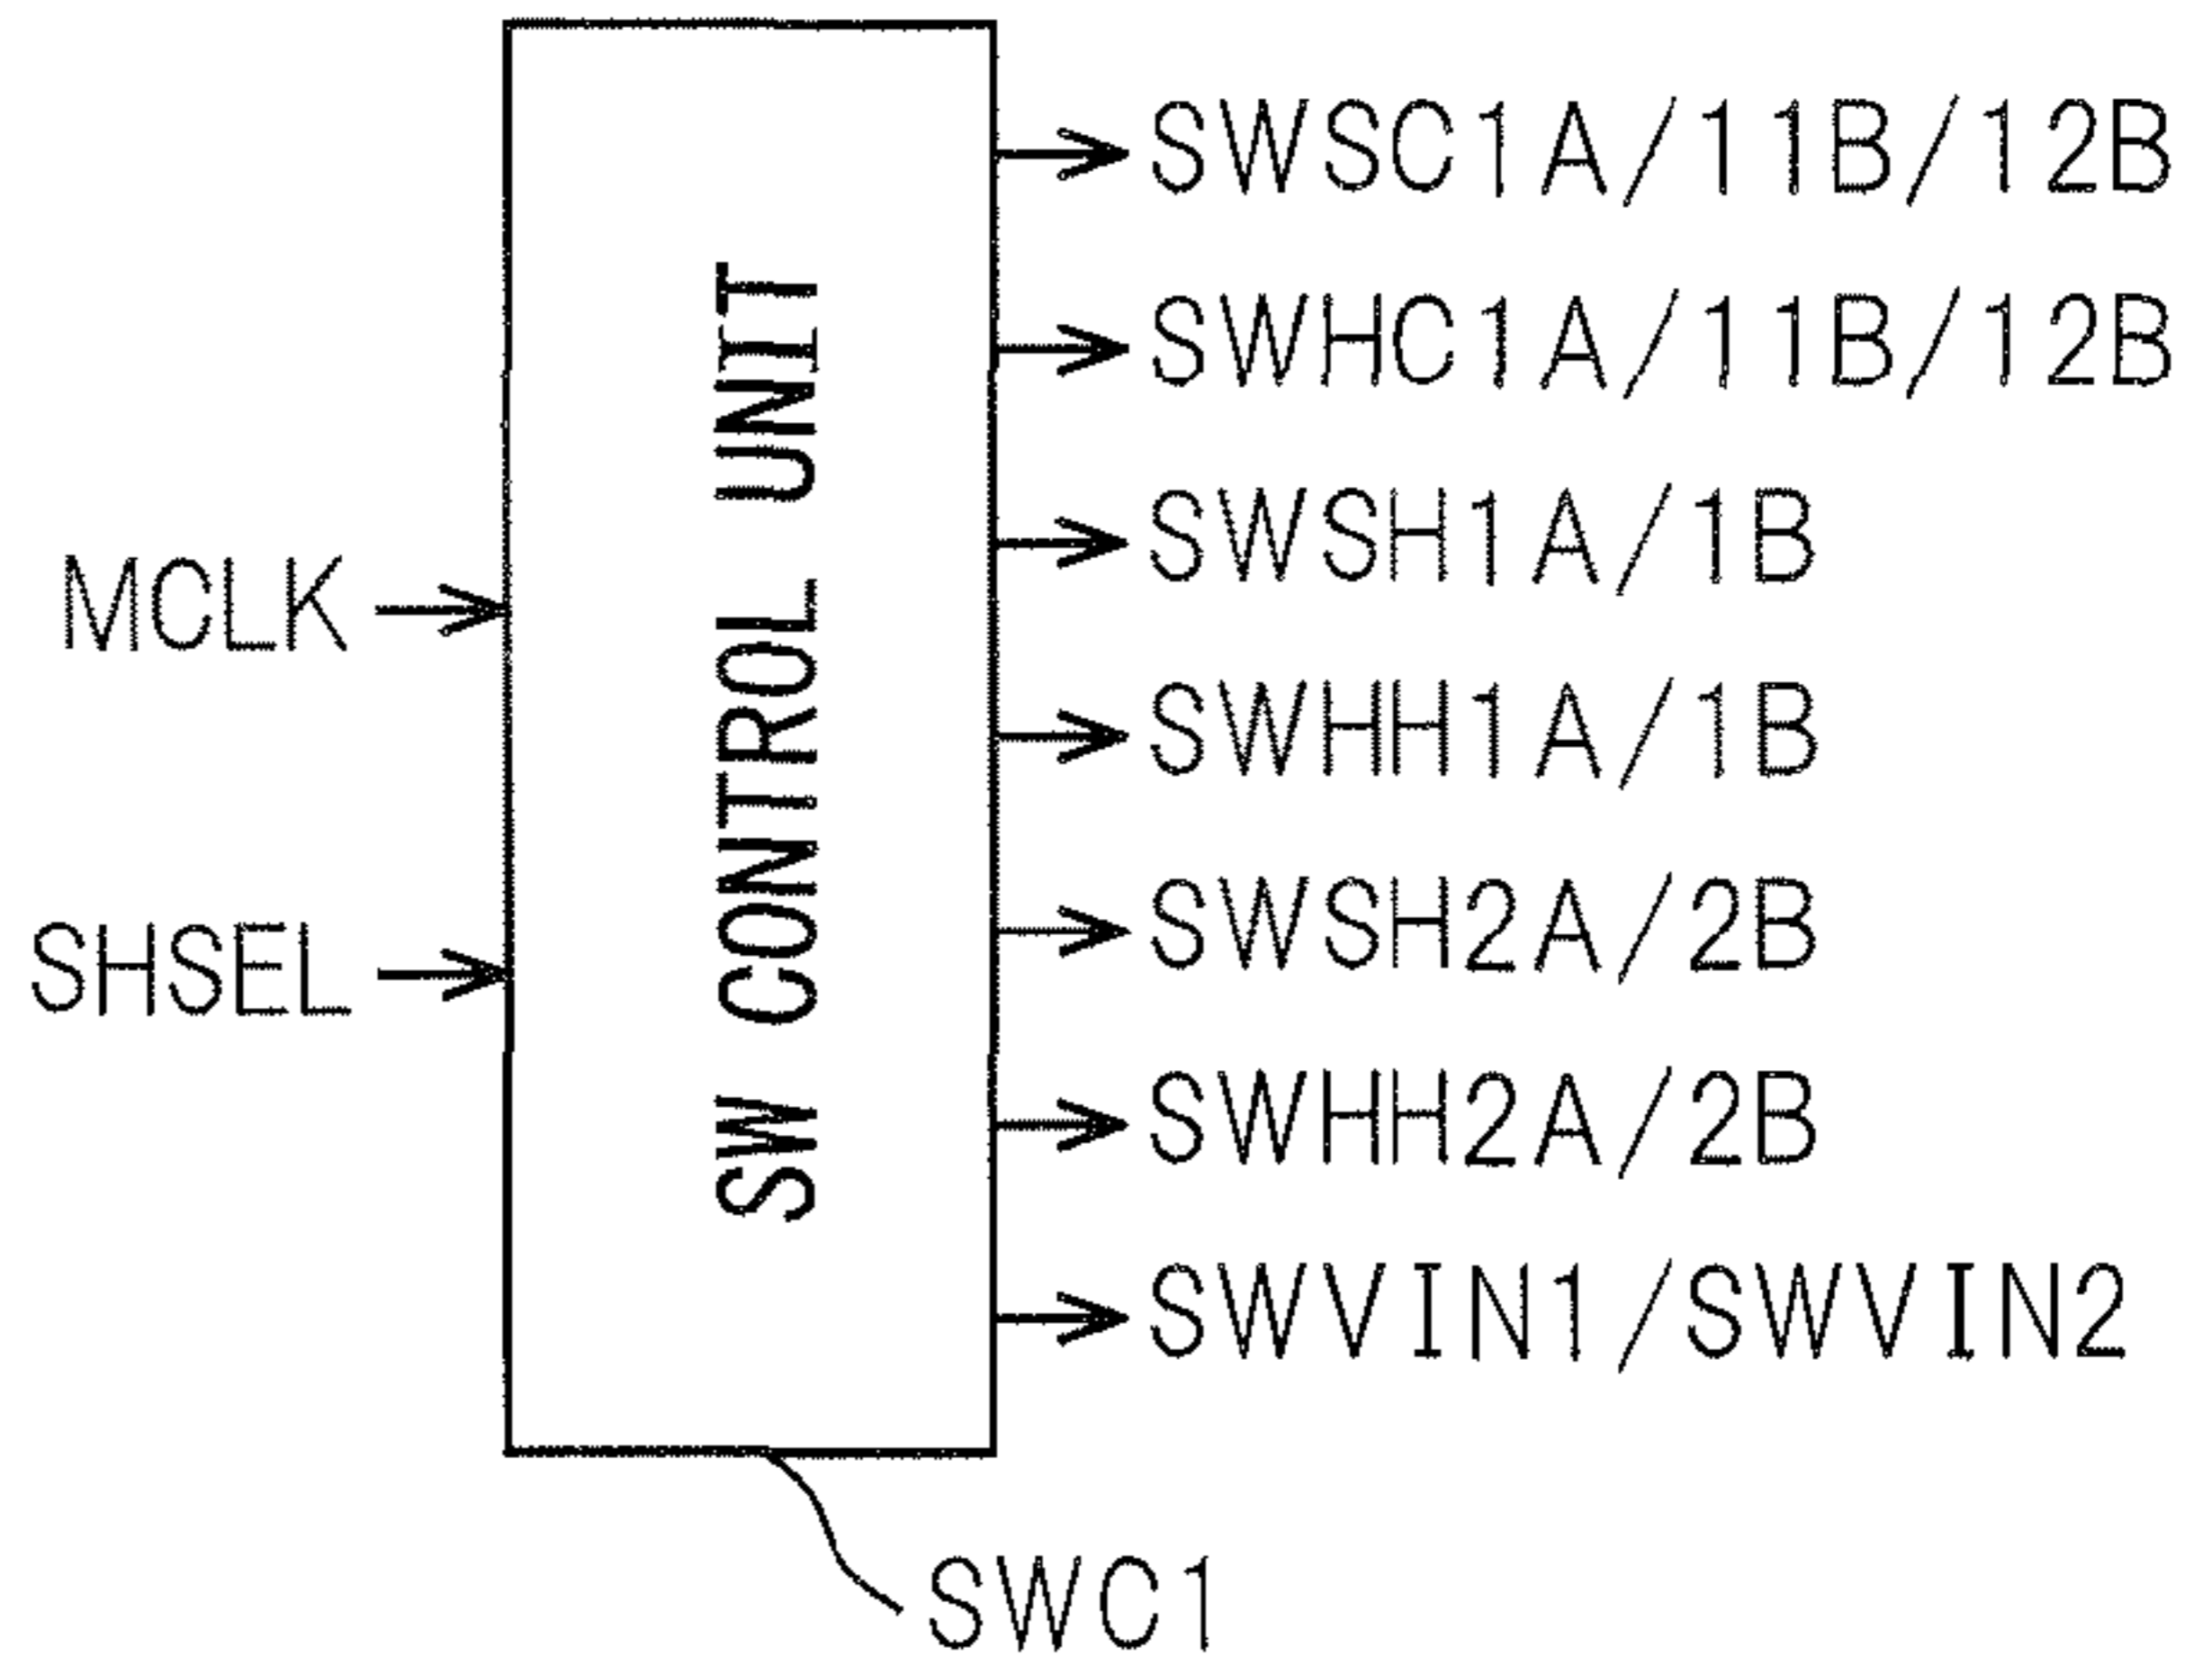 SWSC1A/11B/12B
SWHC1A/11B/12B
SWSH1A/1B
MCLK
SW CONTROL UNIT
SWHH1A/1B
SHSEL
SWSH2A/2B
SWHH2A/2B
SWVIN1/SWVIN2
SWC1